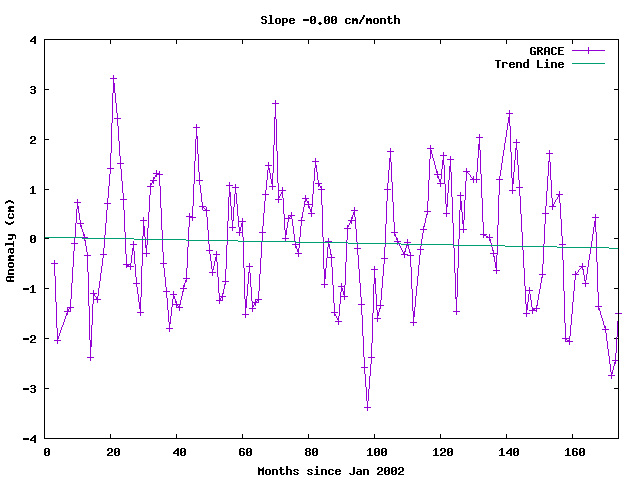 Slope -0.00 cm/month
GRACE
Trend Line
4
3
2
1
0
-1
-2
-3
-4
Anomaly (cm)
0 20 40 60 80 100 120 140 160
Months since Jan 2002